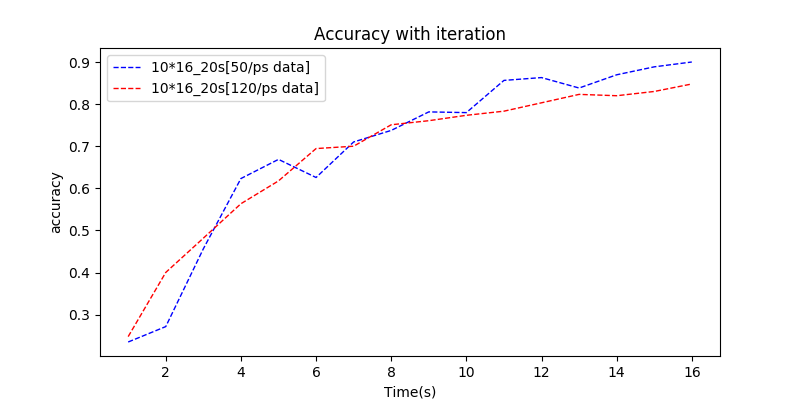 Accuracy with iteration
10*16_20s[50/ps data]
10*16_20s[120/ps data]
accuracy
0.9
0.8
0.7
0.6
0.5
0.4
0.3
2 4 6 8 10 12 14 16
Time(s)